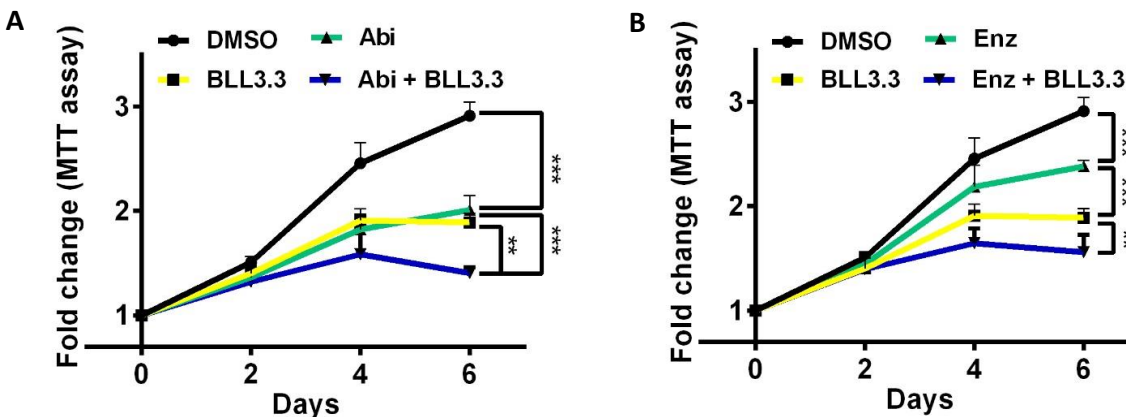 A
Fold change (MTT assay)
DMSO
Abi
BLL3.3
Abi + BLL3.3
3
2
1
***
**
***
0 2 4 6
Days
B
Fold change (MTT assay)
DMSO
Enz
BLL3.3
Enz + BLL3.3
3
2
1
***
***
**
0 2 4 6
Days